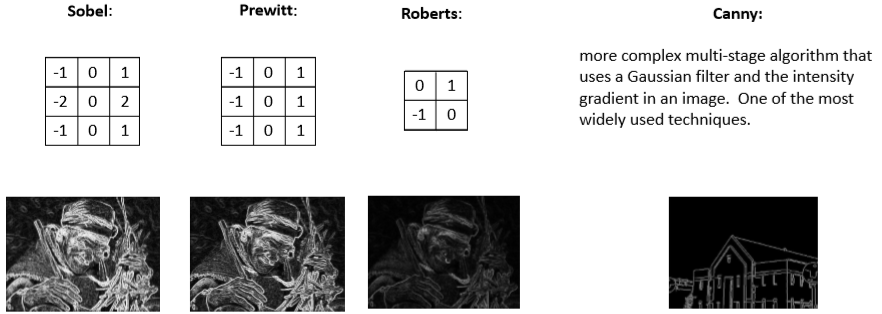 Sobel:
Prewitt:
Roberts:
Canny:
-1 0 1
-2 0 2
-1 0 1
-1 0 1
-1 0 1
-1 0 1
0 1
-1 0
more complex multi-stage algorithm that
uses a Gaussian filter and the intensity
gradient in an image.  One of the most
widely used techniques.